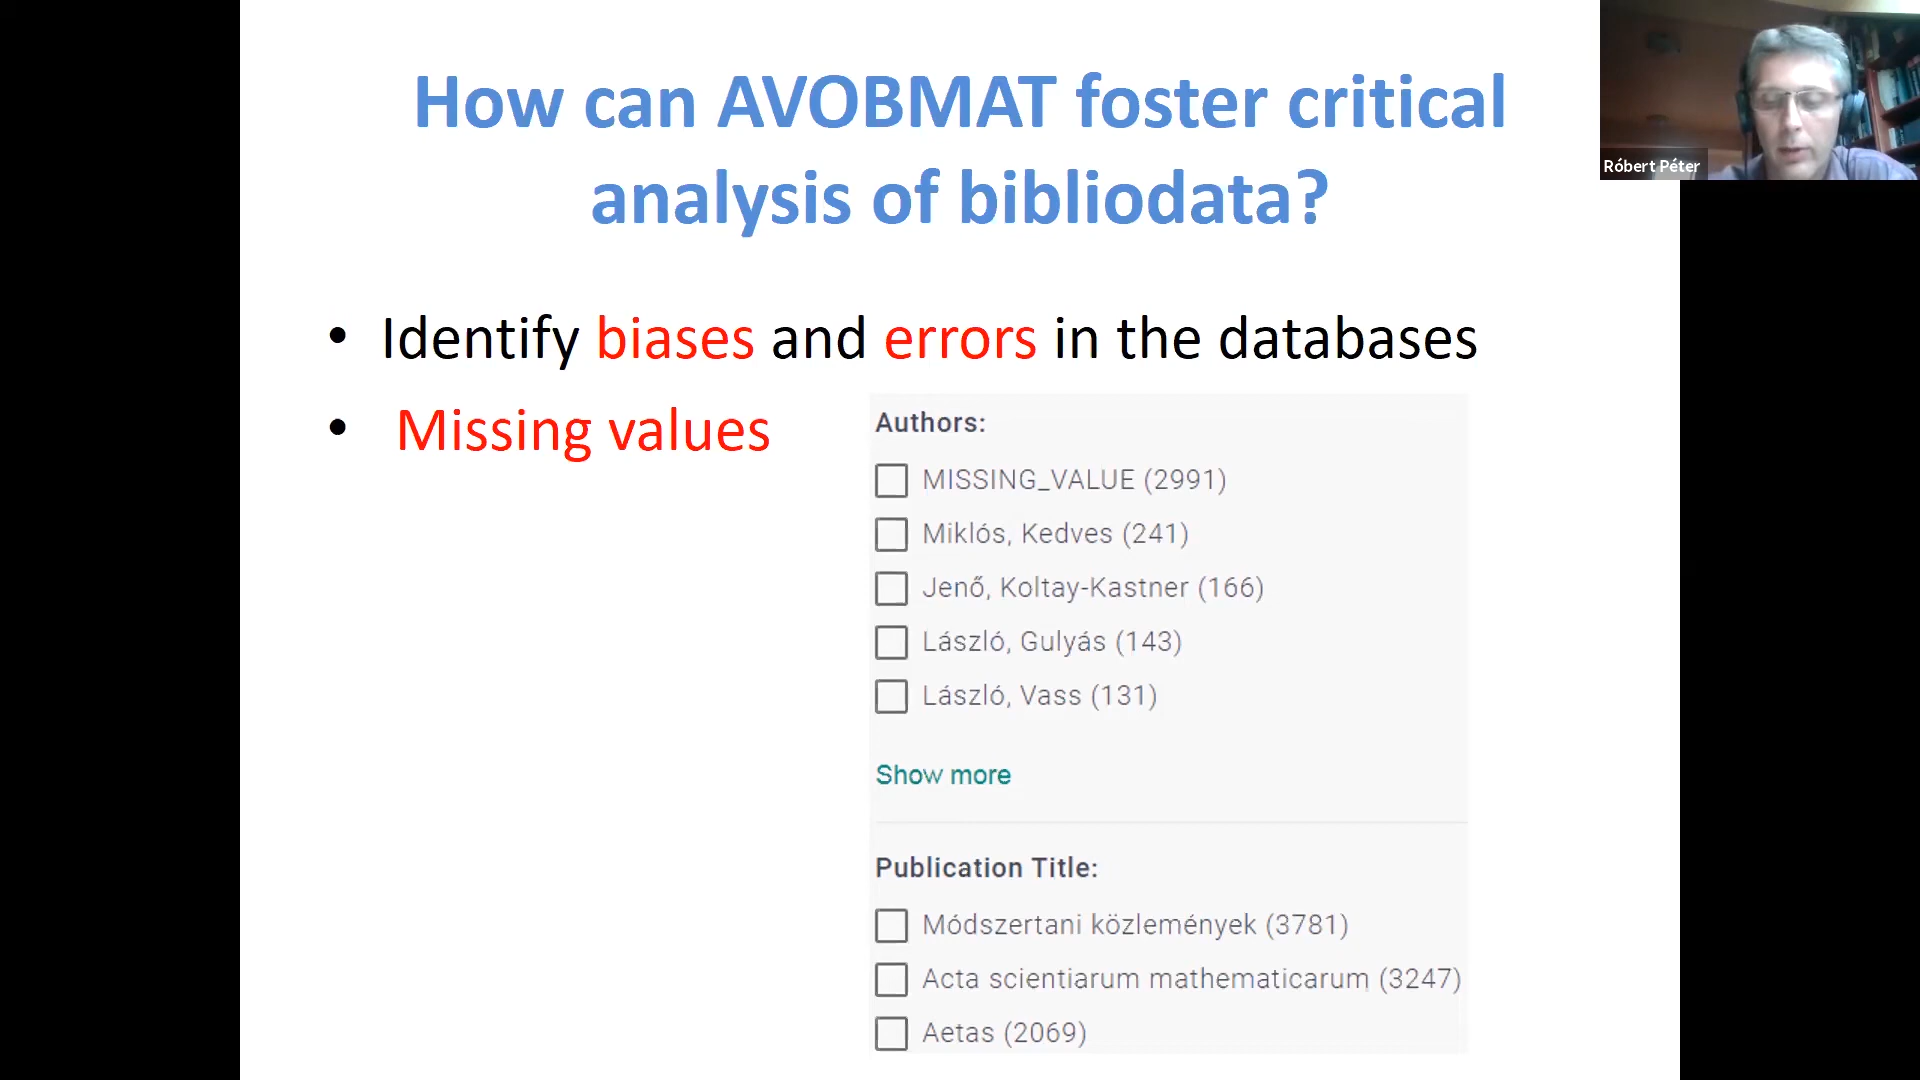 How can AVOBMAT foster critical
analysis of bibliodata?
Róbert Péter
• Identify biases and errors in the databases
• Missing values
Authors:
MISSING_VALUE (2991)
Miklós, Kedves (241)
Jenő, Koltay-Kastner (166)
László, Gulyás (143)
László, Vass (131)
Show more
Publication Title:
Módszertani közlemények (3781)
Acta scientiarum mathematicarum (3247)
Aetas (2069)